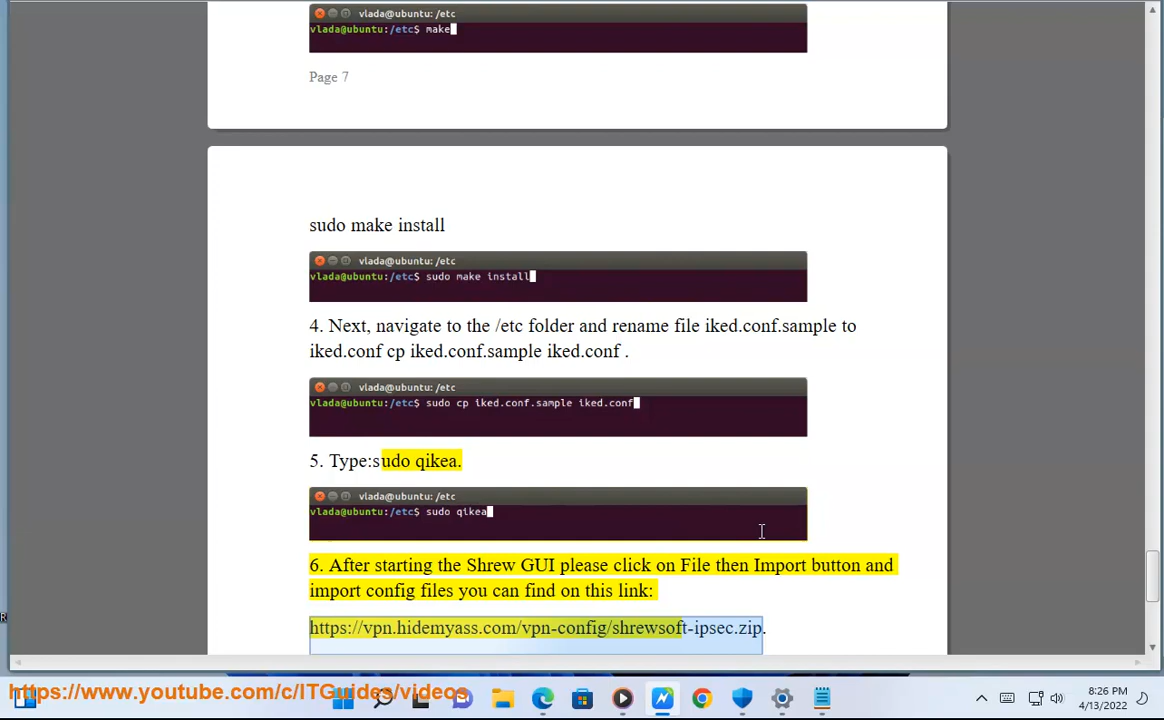 vlada@ubuntu: /etc
vlada@ubuntu:/etc$ make
Page 7
sudo make install
vlada@ubuntu: /etc
vlada@ubuntu:/etc$ sudo make install
4. Next, navigate to the /etc folder and rename file iked.conf.sample to
iked.conf cp iked.conf.sample iked.conf .
vlada@ubuntu: /etc
vlada@ubuntu:/etc$ sudo cp iked.conf.sample iked.conf
5. Type:sudo qikea.
vlada@ubuntu: /etc
vlada@ubuntu:/etc$ sudo qikea
6. After starting the Shrew GUI please click on File then Import button and
import config files you can find on this link:
https://vpn.hidemyass.com/vpn-config/shrewsoft-ipsec.zip.
https://www.youtube.com/c/ITGuides/videos
8:26 PM
4/13/2022